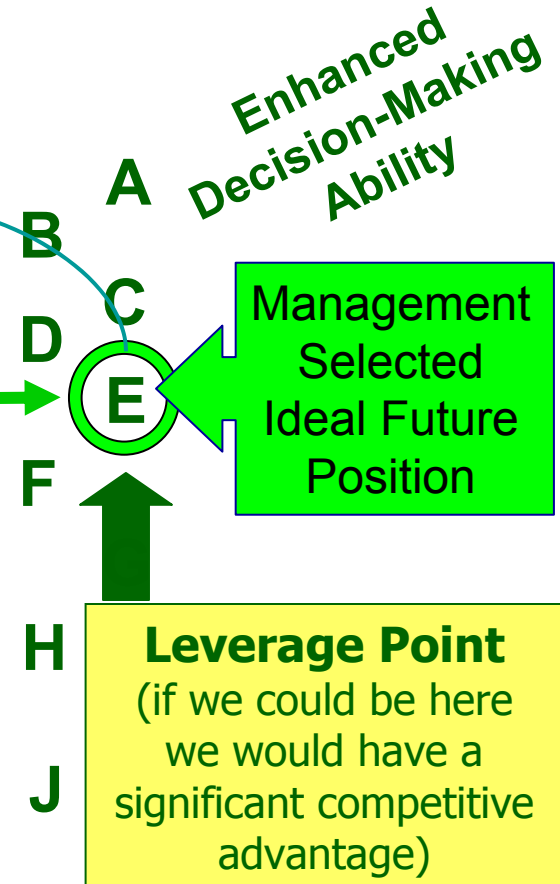 Enhanced
Decision-Making
Ability
A
B
C
D
E
F
H
J
Management
Selected
Ideal Future
Position
Leverage Point
(if we could be here
we would have a
significant competitive
advantage)